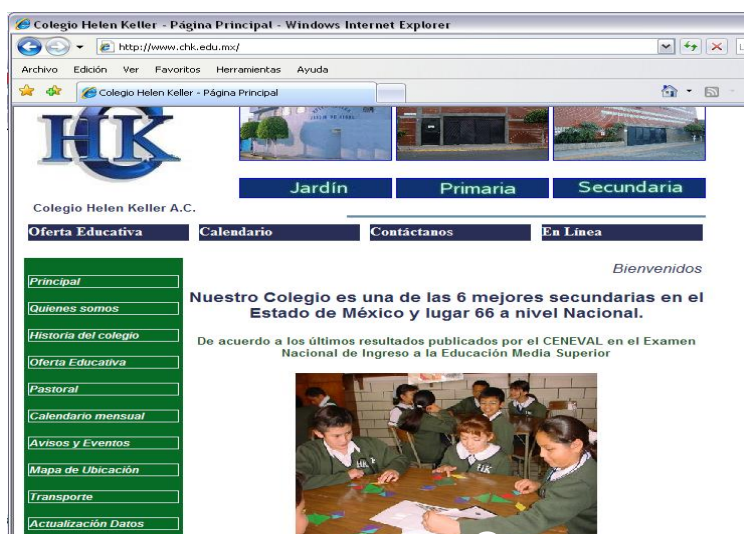 Colegio Helen Keller - Página Principal - Windows Internet Explorer
http://www.chk.edu.mx/
Archivo Edición Ver Favoritos Herramientas Ayuda
Colegio Helen Keller - Página Principal
HK
Jardín Primaria Secundaria
Colegio Helen Keller A.C.
Oferta Educativa Calendario Contáctanos En Línea
Bienvenidos
Principal
Nuestro Colegio es una de las 6 mejores secundarias en el
Estado de México y lugar 66 a nivel Nacional.
Quienes somos
Historia del colegio
De acuerdo a los últimos resultados publicados por el CENEVAL en el Examen
Nacional de Ingreso a la Educación Media Superior
Oferta Educativa
Pastoral
Calendario mensual
Avisos y Eventos
Mapa de Ubicación
Transporte
Actualización Datos
HK